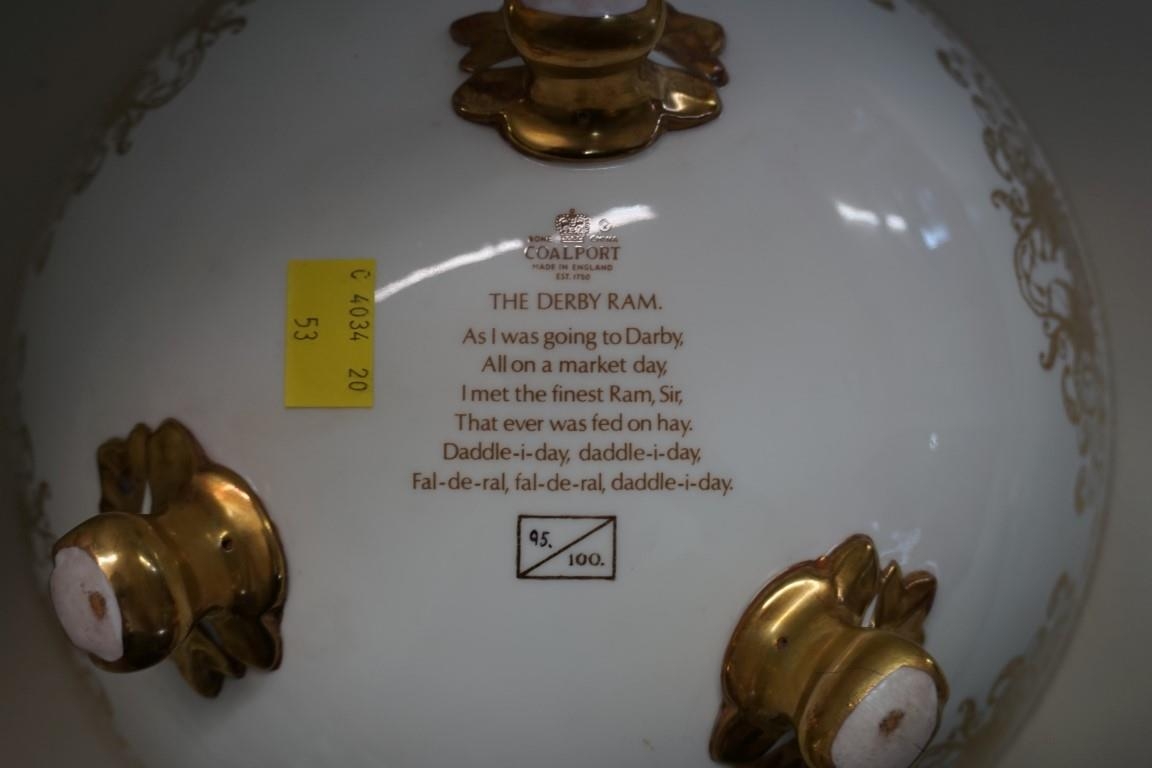 BONE CHINA
COALPORT
MADE IN ENGLAND
EST. 1750
THE DERBY RAM.
As I was going to Darby,
All on a market day,
I met the finest Ram, Sir,
That ever was fed on hay.
Daddle-i-day, daddle-i-day,
Fal-de-ral, fal-de-ral, daddle-i-day.
95.
100.
C 4034 20
53